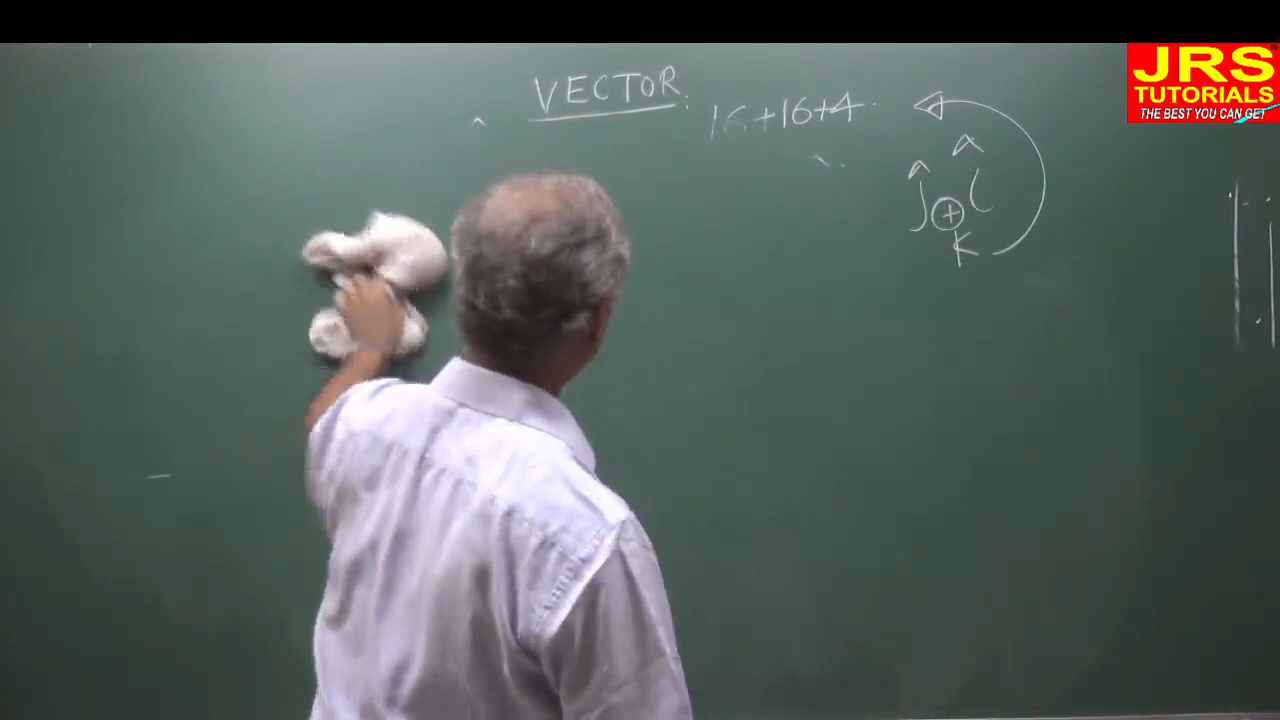 VECTOR:
16+16+4
ĵ î
+
k
JRS
TUTORIALS
THE BEST YOU CAN GET